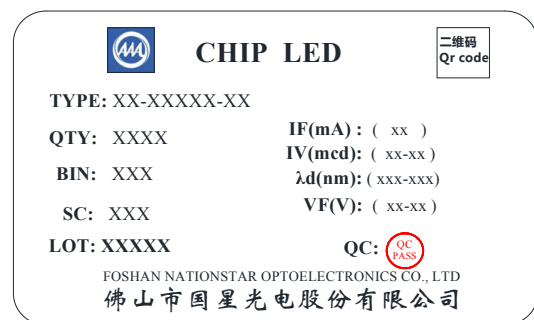 CHIP LED
二维码
Qr code
TYPE: XX-XXXXX-XX
QTY: XXXX
IF(mA) : ( xx )
IV(mcd): ( xx-xx )
BIN: XXX
λd(nm): ( xxx-xxx)
SC: XXX
VF(V): ( xx-xx )
LOT: XXXXX
QC: QC
PASS
FOSHAN NATIONSTAR OPTOELECTRONICS CO., LTD
佛山市国星光电股份有限公司